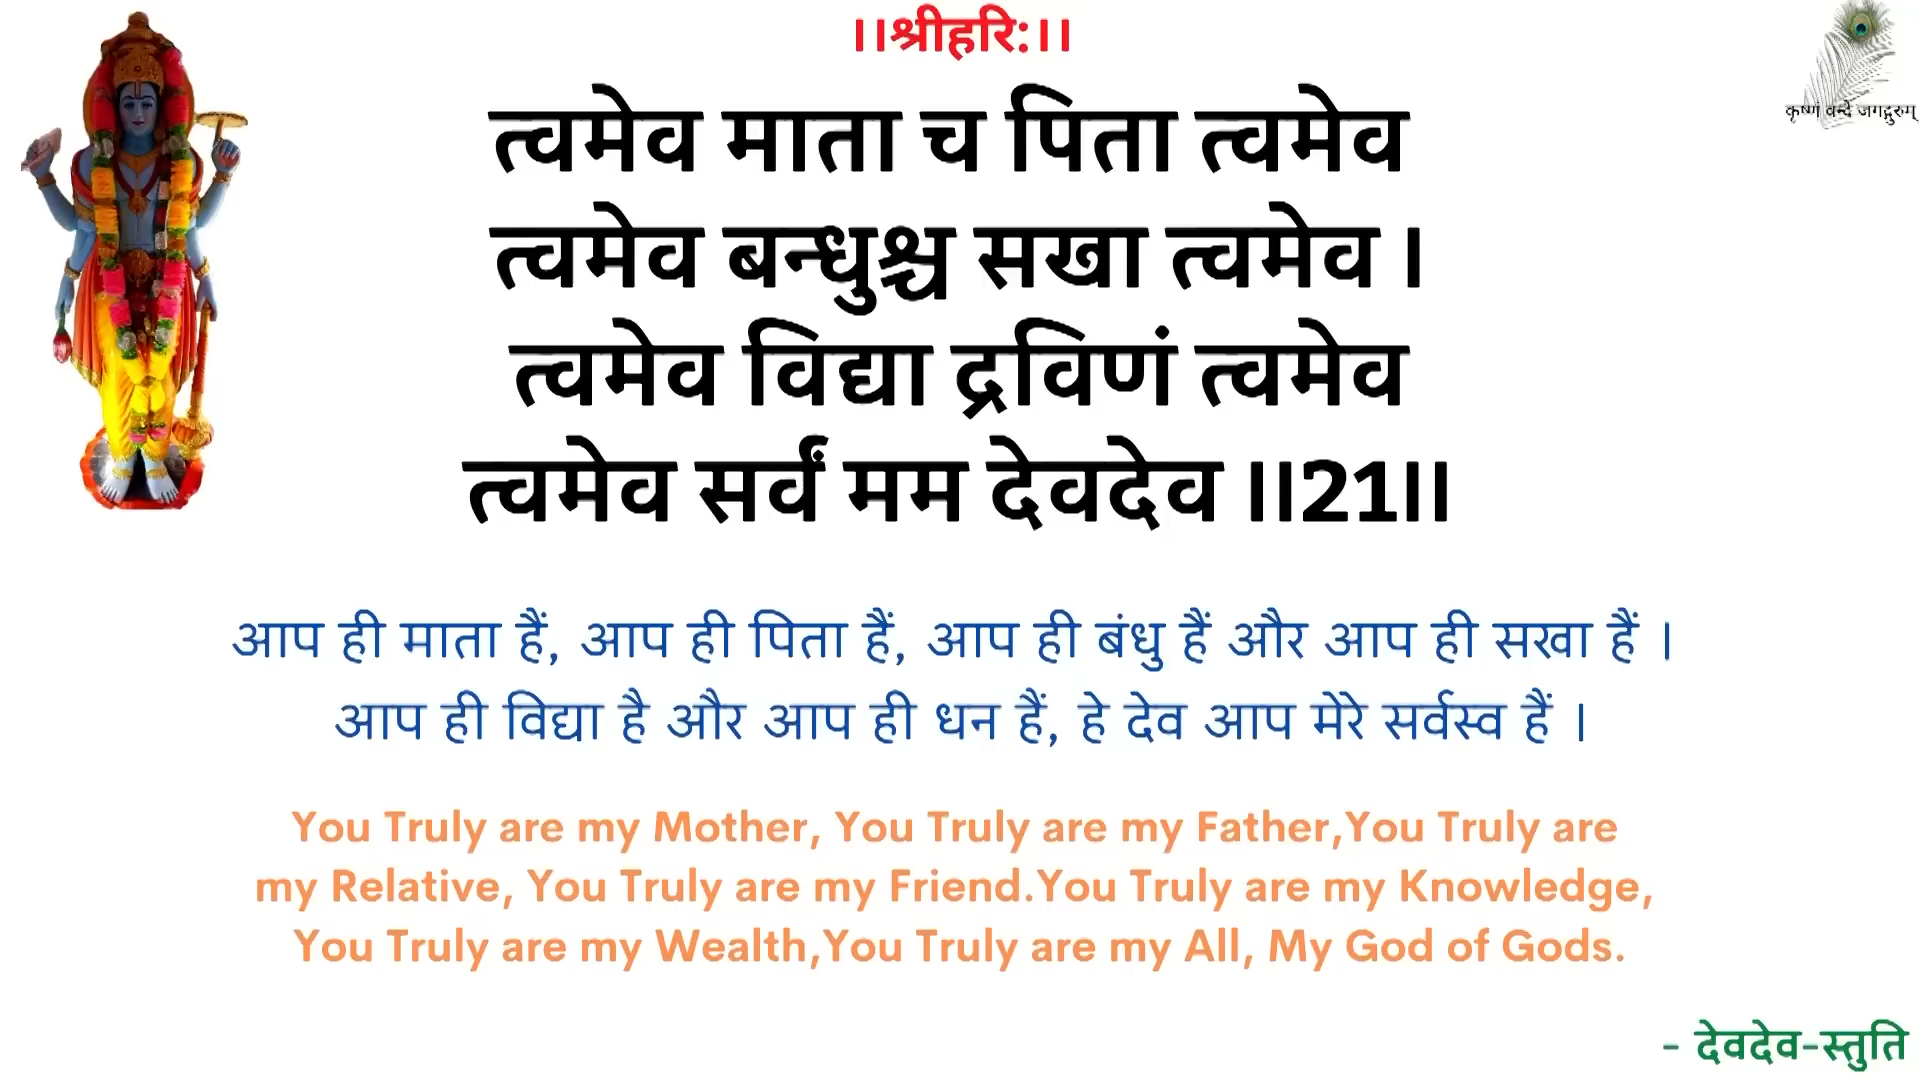 ।।श्रीहरि:।।
कृष्णं वन्दे जगद्गुरुम्
त्वमेव माता च पिता त्वमेव
त्वमेव बन्धुश्च सखा त्वमेव ।
त्वमेव विद्या द्रविणं त्वमेव
त्वमेव सर्वं मम देवदेव ।।21।।
आप ही माता हैं, आप ही पिता हैं, आप ही बंधु हैं और आप ही सखा हैं ।
आप ही विद्या है और आप ही धन हैं, हे देव आप मेरे सर्वस्व हैं ।
You Truly are my Mother, You Truly are my Father,You Truly are
my Relative, You Truly are my Friend.You Truly are my Knowledge,
You Truly are my Wealth,You Truly are my All, My God of Gods.
- देवदेव-स्तुति